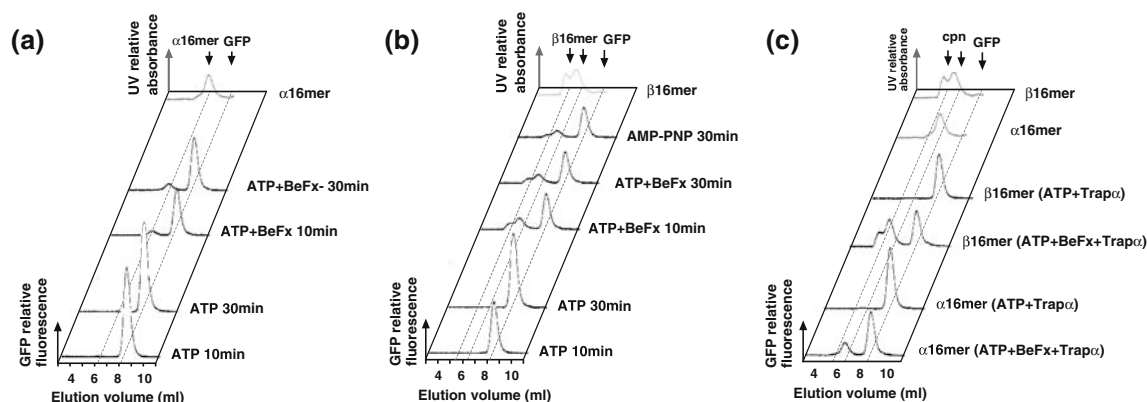 (a)
UV relative
absorbance
α16mer GFP
α16mer
ATP+BeFx- 30min
ATP+BeFx 10min
ATP 30min
ATP 10min
GFP relative
fluorescence
4 6 8 10
Elution volume (ml)
(b)
UV relative
absorbance
β16mer GFP
β16mer
AMP-PNP 30min
ATP+BeFx 30min
ATP+BeFx 10min
ATP 30min
ATP 10min
GFP relative
fluorescence
4 6 8 10
Elution volume (ml)
(c)
UV relative
absorbance
cpn GFP
β16mer
α16mer
β16mer (ATP+Trapα)
β16mer (ATP+BeFx+Trapα)
α16mer (ATP+Trapα)
α16mer (ATP+BeFx+Trapα)
GFP relative
fluorescence
4 6 8 10
Elution volume (ml)